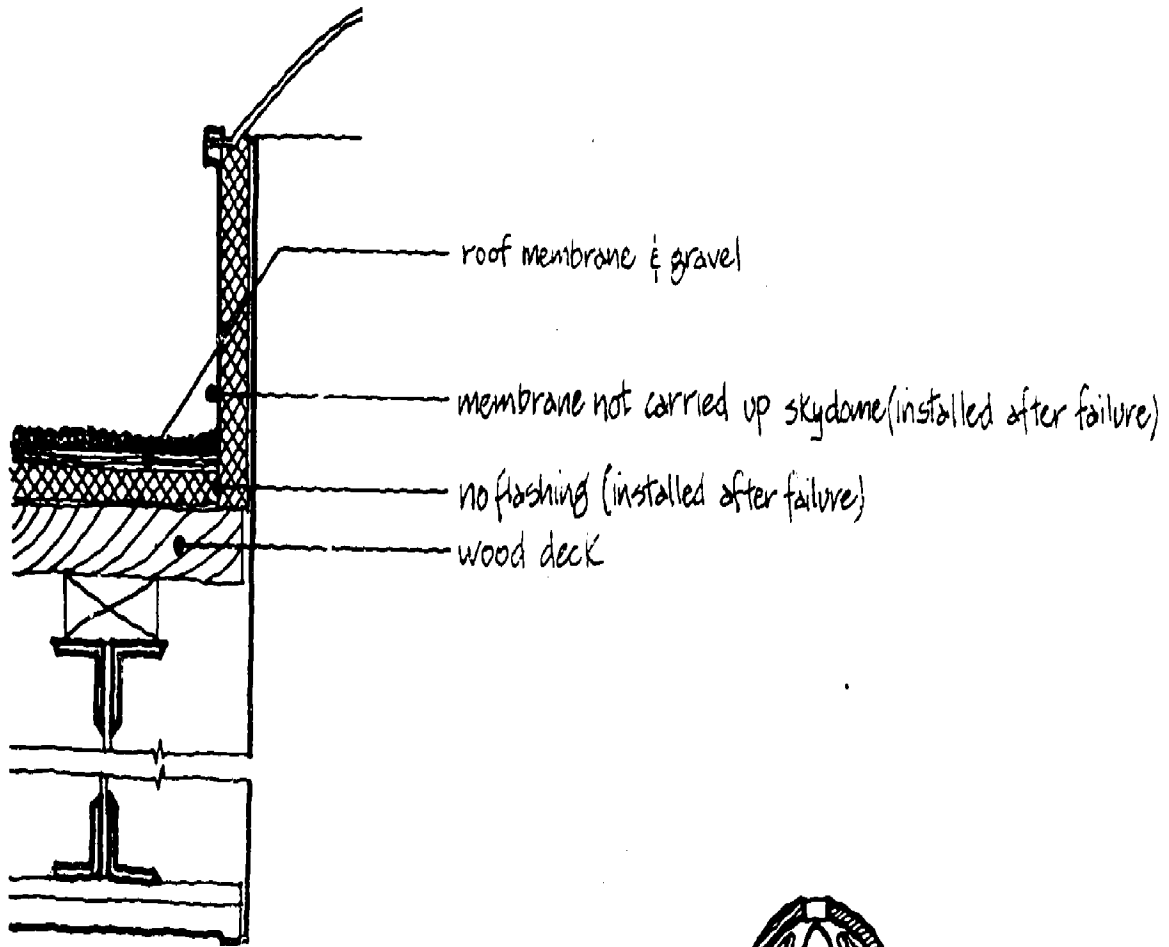 roof membrane & gravel
membrane not carried up skydome (installed after failure)
no flashing (installed after failure)
wood deck